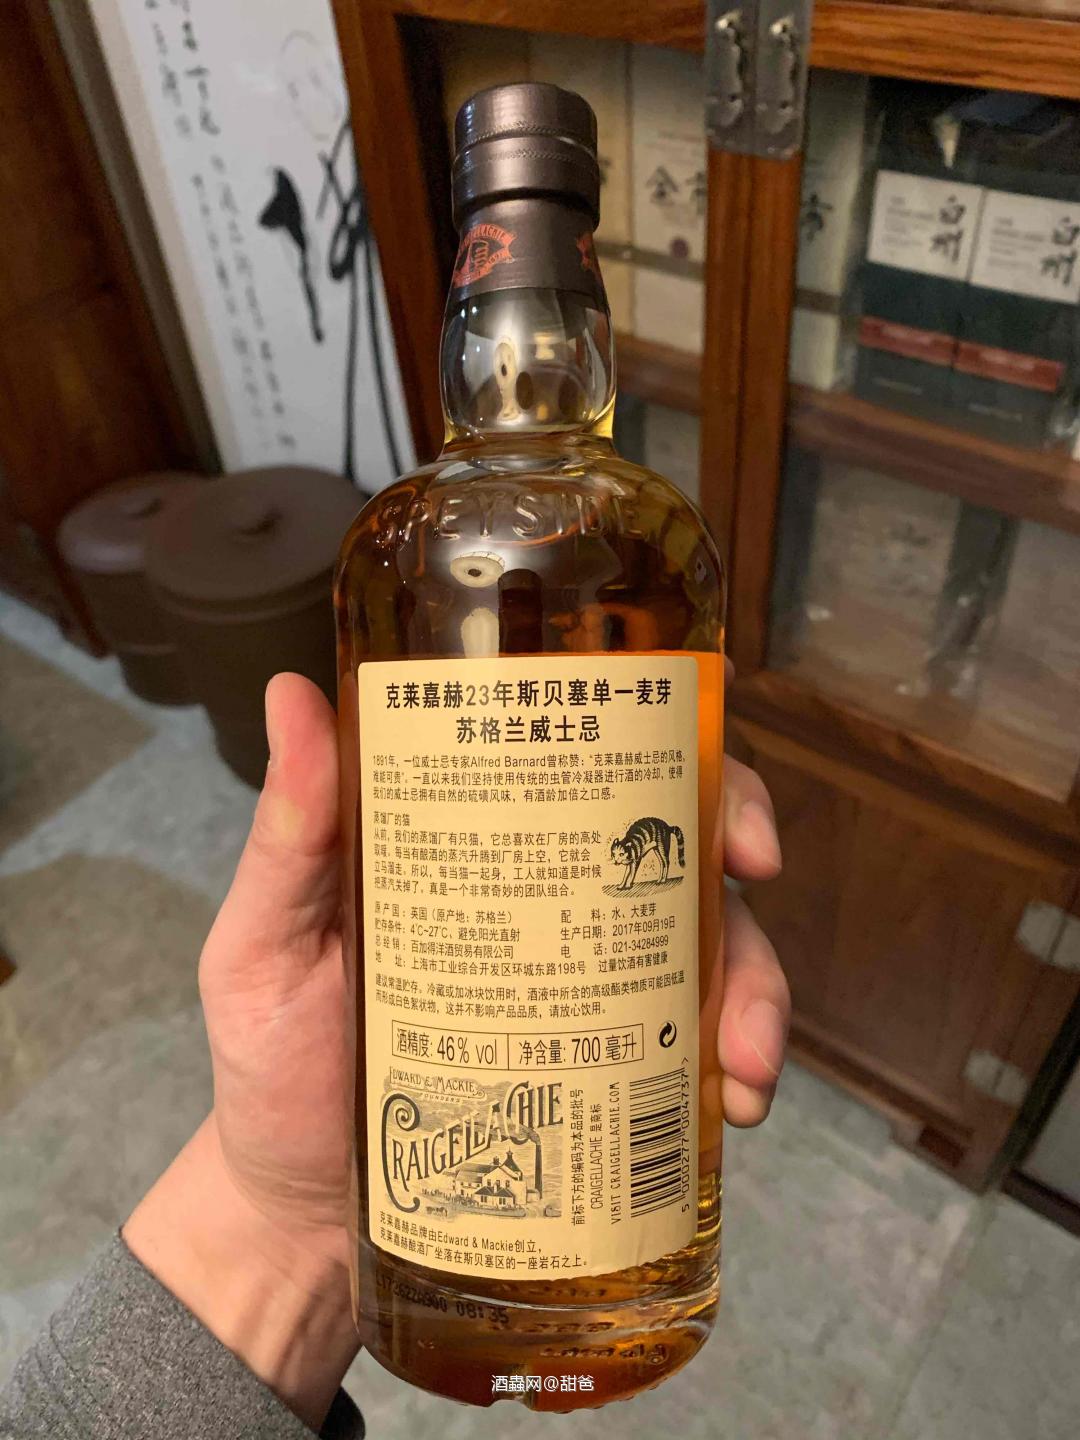 白州
白州
CRAIGELLACHIE
SPEYSIDE
克莱嘉赫23年斯贝塞单一麦芽
苏格兰威士忌
1891年，一位威士忌专家Alfred Barnard曾称赞：“克莱嘉赫威士忌的风格，
难能可贵”。一直以来我们坚持使用传统的虫管冷凝器进行酒的冷却，使得
我们的威士忌拥有自然的硫磺风味，有酒龄加倍之口感。
蒸馏厂的猫
从前，我们的蒸馏厂有只猫，它总喜欢在厂房的高处
取暖。每当有酿酒的蒸汽升腾到厂房上空，它就会
立马溜走。所以，每当猫一起身，工人就知道是时候
把蒸汽关掉了。真是一个非常奇妙的团队组合。
原产国：英国（原产地：苏格兰） 配 料：水、大麦芽
贮存条件：4℃~27℃、避免阳光直射 生产日期：2017年09月19日
总经销：百加得洋酒贸易有限公司 电 话：021-34284999
地 址：上海市工业综合开发区环城东路198号 过量饮酒有害健康
建议常温贮存。冷藏或加冰块饮用时，酒液中所含的高级酯类物质可能因低温
而形成白色絮状物，这并不影响产品品质，请放心饮用。
酒精度: 46% vol 净含量: 700 毫升
EDWARD & MACKIE
FOUNDERS
CRAIGELLACHIE
前标下方的编码为本品的批号
CRAIGELLACHIE 是商标
VISIT CRAIGELLACHIE.COM
5 000277 004737 >
克莱嘉赫品牌由Edward & Mackie创立，
克莱嘉赫酿酒厂坐落在斯贝塞区的一座岩石之上。
L17262ZA900 08:35
酒蟲网@甜爸